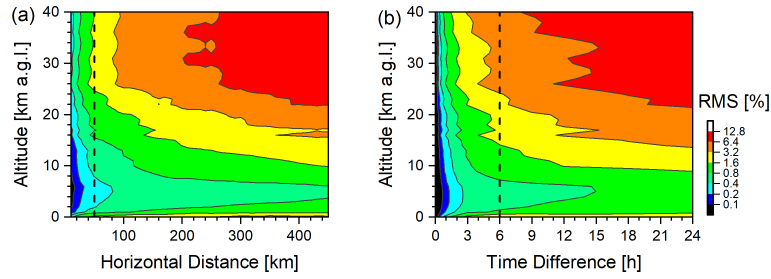 (a)
40
30
20
10
0
Altitude [km a.g.l.]
100 200 300 400
Horizontal Distance [km]
(b)
40
30
20
10
0
Altitude [km a.g.l.]
0 3 6 9 12 15 18 21 24
Time Difference [h]
RMS [%]
12.8
6.4
3.2
1.6
0.8
0.4
0.2
0.1